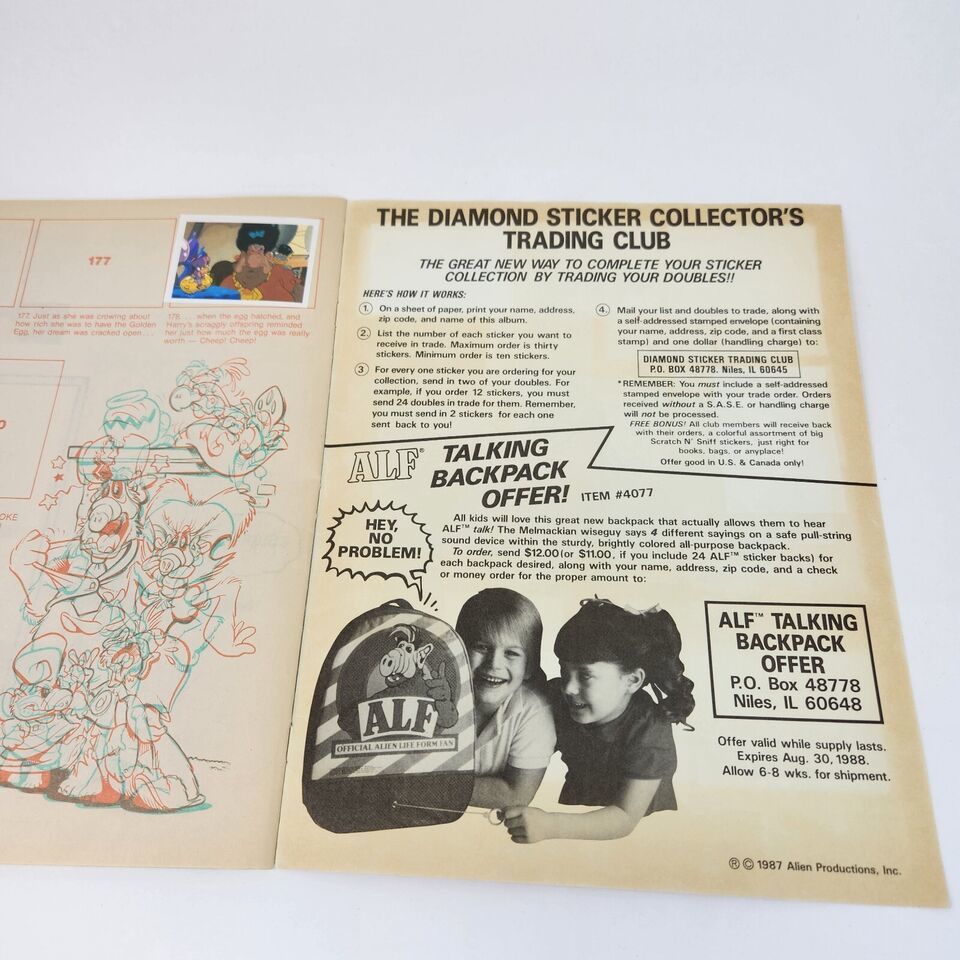 177
177. Just as she was crowing about
how rich she was to have the Golden
Egg, her dream was cracked open . . .
178. . . . when the egg hatched, and
Harry's scraggly offspring reminded
her just how much the egg was really
worth — Cheep! Cheep!
0
OKE
THE DIAMOND STICKER COLLECTOR'S
TRADING CLUB
THE GREAT NEW WAY TO COMPLETE YOUR STICKER
COLLECTION BY TRADING YOUR DOUBLES!!
HERE'S HOW IT WORKS:
1. On a sheet of paper, print your name, address,
zip code, and name of this album.
2. List the number of each sticker you want to
receive in trade. Maximum order is thirty
stickers. Minimum order is ten stickers.
3 For every one sticker you are ordering for your
collection, send in two of your doubles. For
example, if you order 12 stickers, you must
send 24 doubles in trade for them. Remember,
you must send in 2 stickers for each one
sent back to you!
4. Mail your list and doubles to trade, along with
a self-addressed stamped envelope (containing
your name, address, zip code, and a first class
stamp) and one dollar (handling charge) to:
DIAMOND STICKER TRADING CLUB
P.O. BOX 48778. Niles, IL 60645
*REMEMBER: You must include a self-addressed
stamped envelope with your trade order. Orders
received without a S.A.S.E. or handling charge
will not be processed.
FREE BONUS! All club members will receive back
with their orders, a colorful assortment of big
Scratch N' Sniff stickers, just right for
books, bags, or anyplace!
Offer good in U.S. & Canada only!
ALF® TALKING
BACKPACK
OFFER! ITEM #4077
All kids will love this great new backpack that actually allows them to hear
ALF™ talk! The Melmackian wiseguy says 4 different sayings on a safe pull-string
sound device within the sturdy, brightly colored all-purpose backpack.
To order, send $12.00 (or $11.00, if you include 24 ALF™ sticker backs) for
each backpack desired, along with your name, address, zip code, and a check
or money order for the proper amount to:
HEY,
NO
PROBLEM!
ALF
OFFICIAL ALIEN LIFE FORM FAN
ALF™ TALKING
BACKPACK
OFFER
P.O. Box 48778
Niles, IL 60648
Offer valid while supply lasts.
Expires Aug. 30, 1988.
Allow 6-8 wks. for shipment.
® © 1987 Alien Productions, Inc.